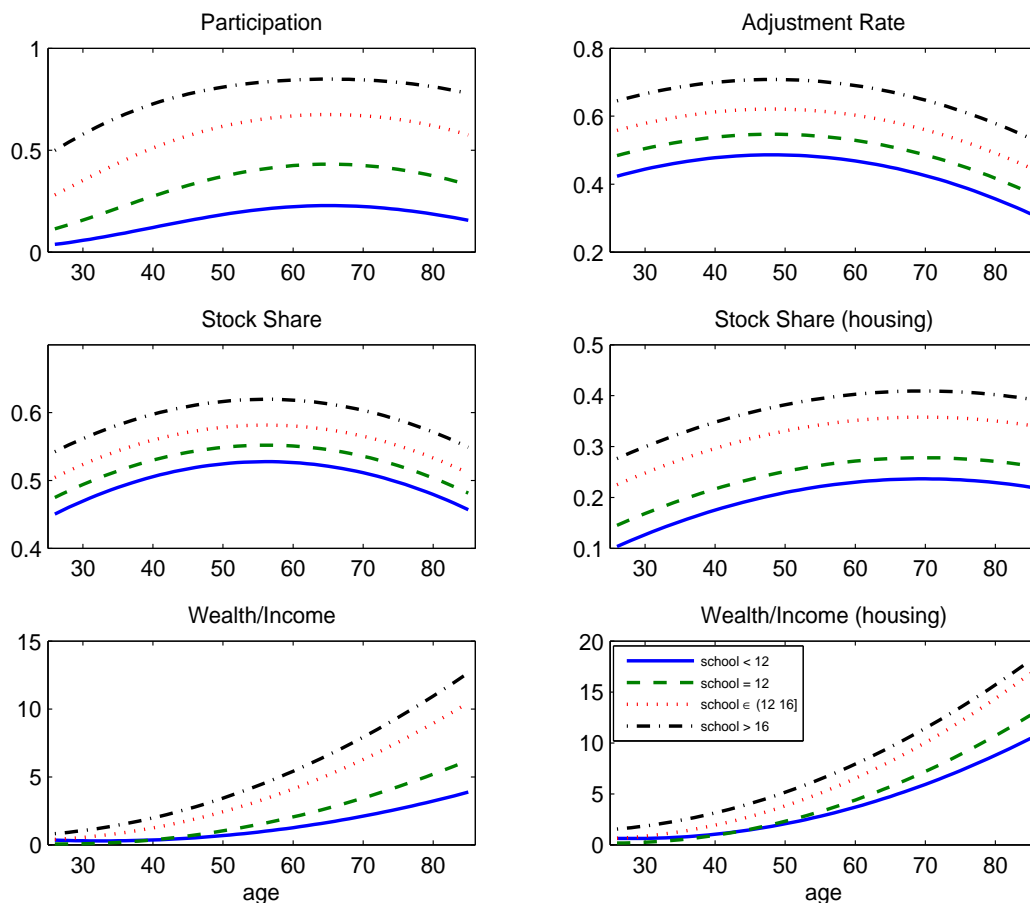 Participation
1
0.5
0
30 40 50 60 70 80
Adjustment Rate
0.8
0.6
0.4
0.2
30 40 50 60 70 80
Stock Share
0.6
0.5
0.4
30 40 50 60 70 80
Stock Share (housing)
0.5
0.4
0.3
0.2
0.1
30 40 50 60 70 80
Wealth/Income
15
10
5
0
30 40 50 60 70 80
age
Wealth/Income (housing)
20
15
10
5
0
school < 12
school = 12
school ∈ (12 16]
school > 16
30 40 50 60 70 80
age